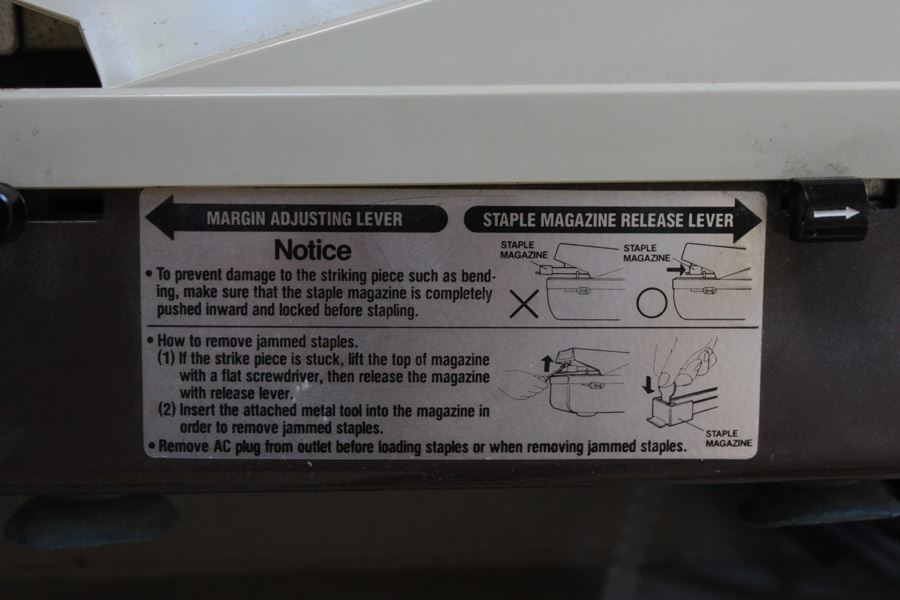 MARGIN ADJUSTING LEVER
STAPLE MAGAZINE RELEASE LEVER
Notice
• To prevent damage to the striking piece such as bend-
ing, make sure that the staple magazine is completely
pushed inward and locked before stapling.
STAPLE
MAGAZINE
STAPLE
MAGAZINE
• How to remove jammed staples.
(1) If the strike piece is stuck, lift the top of magazine
with a flat screwdriver, then release the magazine
with release lever.
(2) Insert the attached metal tool into the magazine in
order to remove jammed staples.
STAPLE
MAGAZINE
• Remove AC plug from outlet before loading staples or when removing jammed staples.